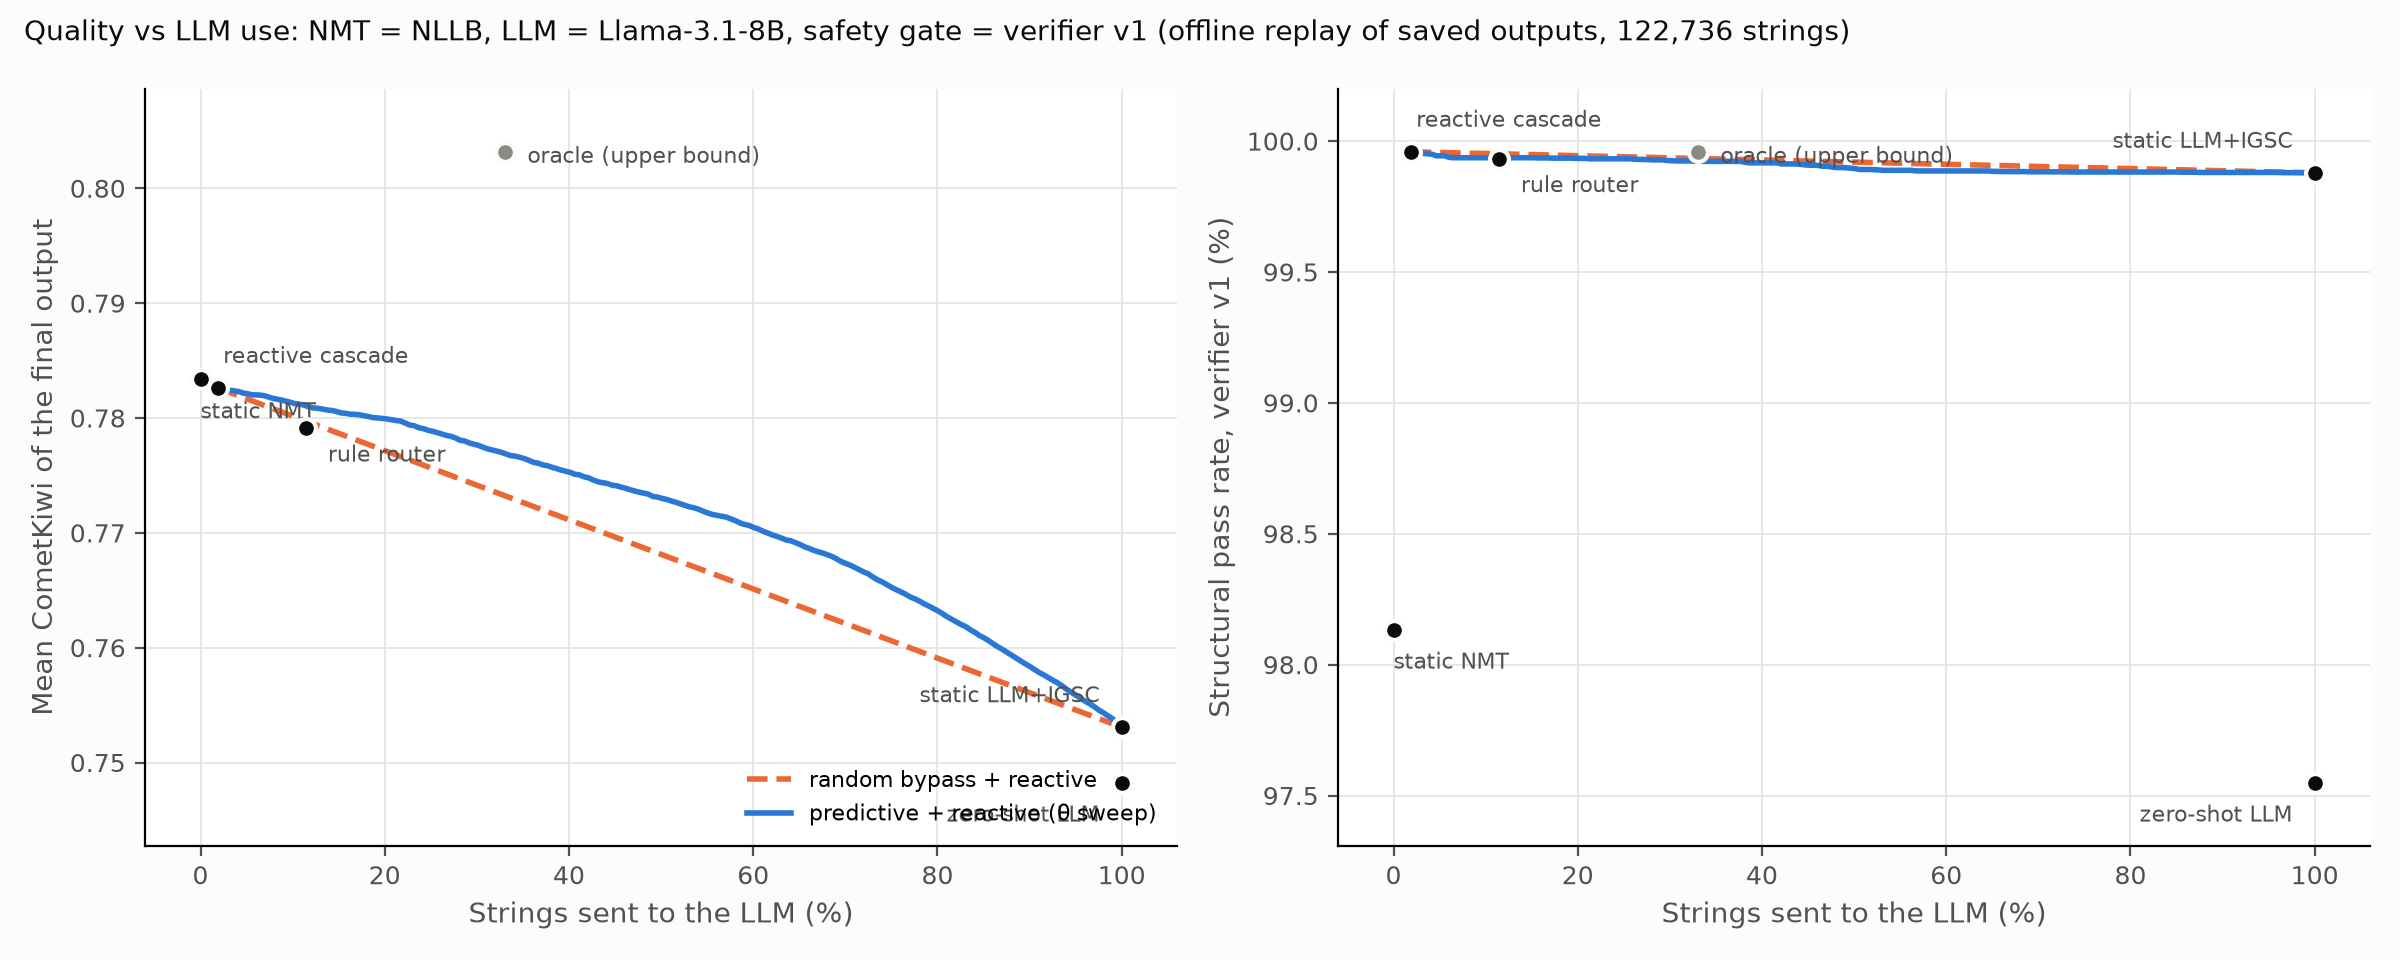 Quality vs LLM use: NMT = NLLB, LLM = Llama-3.1-8B, safety gate = verifier v1 (offline replay of saved outputs, 122,736 strings)
Mean CometKiwi of the final output
0.80
0.79
0.78
0.77
0.76
0.75
oracle (upper bound)
reactive cascade
static NMT
rule router
static LLM+IGSC
random bypass + reactive
predictive + reactive (θ sweep)
zero-shot LLM
0 20 40 60 80 100
Strings sent to the LLM (%)
Structural pass rate, verifier v1 (%)
100.0
99.5
99.0
98.5
98.0
97.5
reactive cascade
static LLM+IGSC
oracle (upper bound)
rule router
static NMT
zero-shot LLM
0 20 40 60 80 100
Strings sent to the LLM (%)